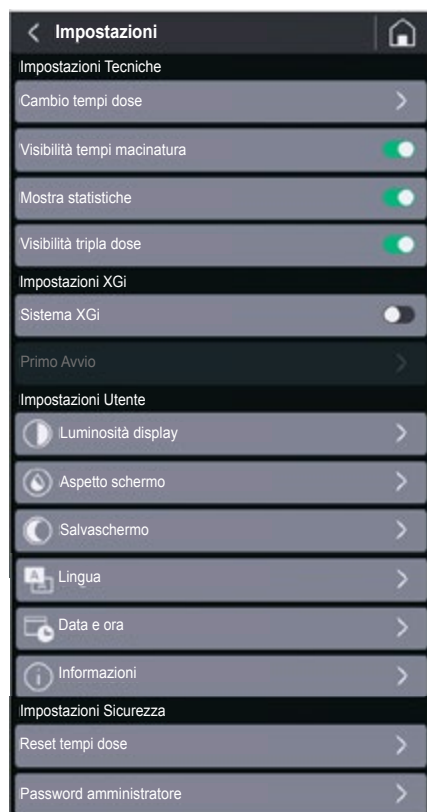 Impostazioni
Impostazioni Tecniche
Cambio tempi dose
Visibilità tempi macinatura
Mostra statistiche
Visibilità tripla dose
Impostazioni XGi
Sistema XGi
Primo Avvio
Impostazioni Utente
Luminosità display
Aspetto schermo
Salvaschermo
Lingua
Data e ora
Informazioni
Impostazioni Sicurezza
Reset tempi dose
Password amministratore